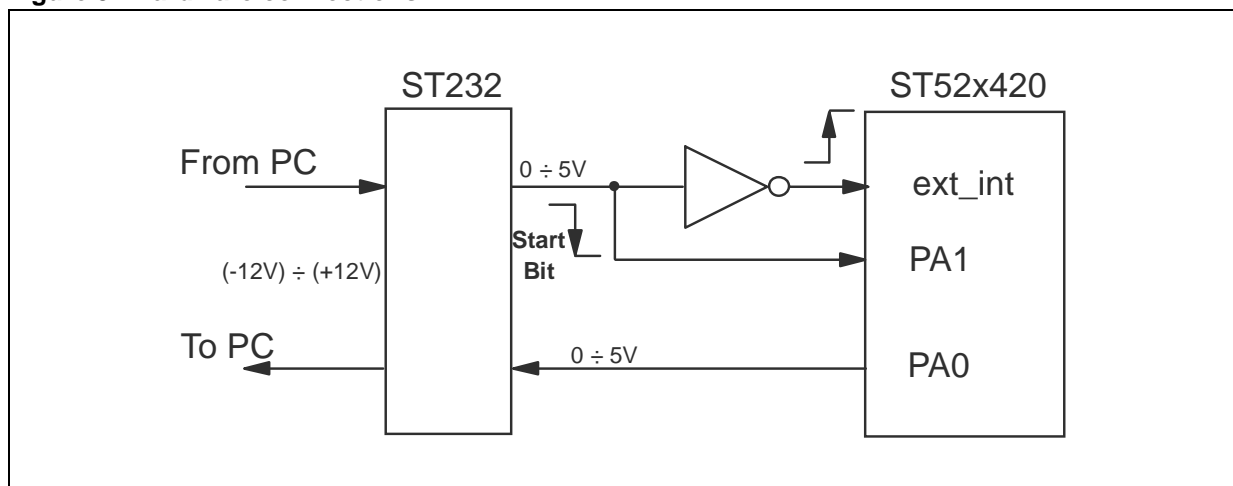 ST232
ST52x420
From PC
0 ÷ 5V
ext_int
Start
Bit
PA1
(-12V) ÷ (+12V)
To PC
0 ÷ 5V
PA0